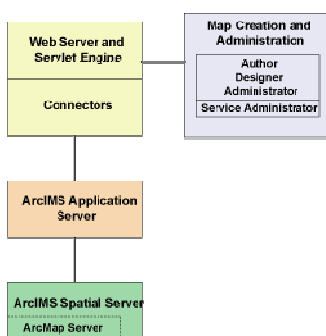 Web Server and
Servlet Engine
Connectors
Map Creation and
Administration
Author
Designer
Administrator
Service Administrator
ArcIMS Application
Server
ArcIMS Spatial Server
ArcMap Server